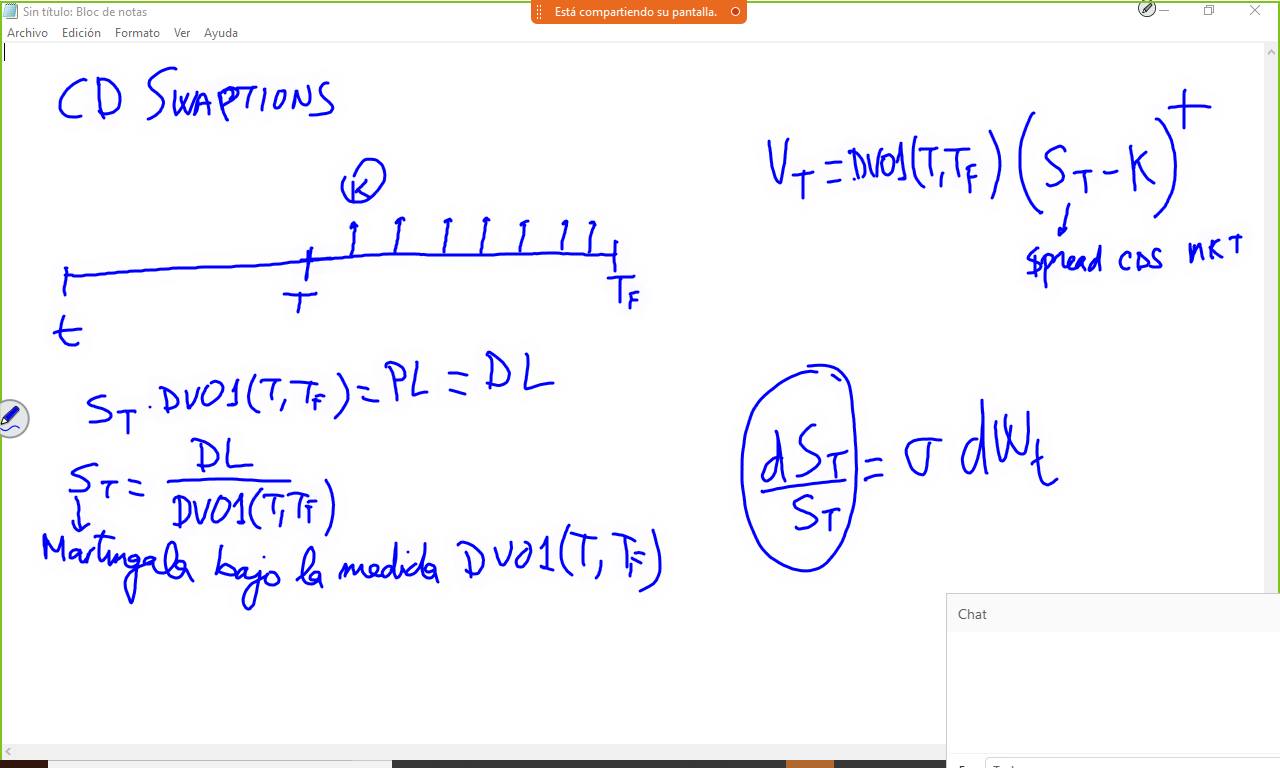 Sin título: Bloc de notas
Está compartiendo su pantalla.
Archivo Edición Formato Ver Ayuda
CD SWAPTIONS
V_T = DV01(T, T_F) (S_T - K)^+
spread CDS MKT
K
t T T_F
S_T · DV01(T, T_F) = PL = DL
S_T = DL / DV01(T, T_F)
Martingala bajo la medida DV01(T, T_F)
dS_T / S_T = σ dW_t
Chat